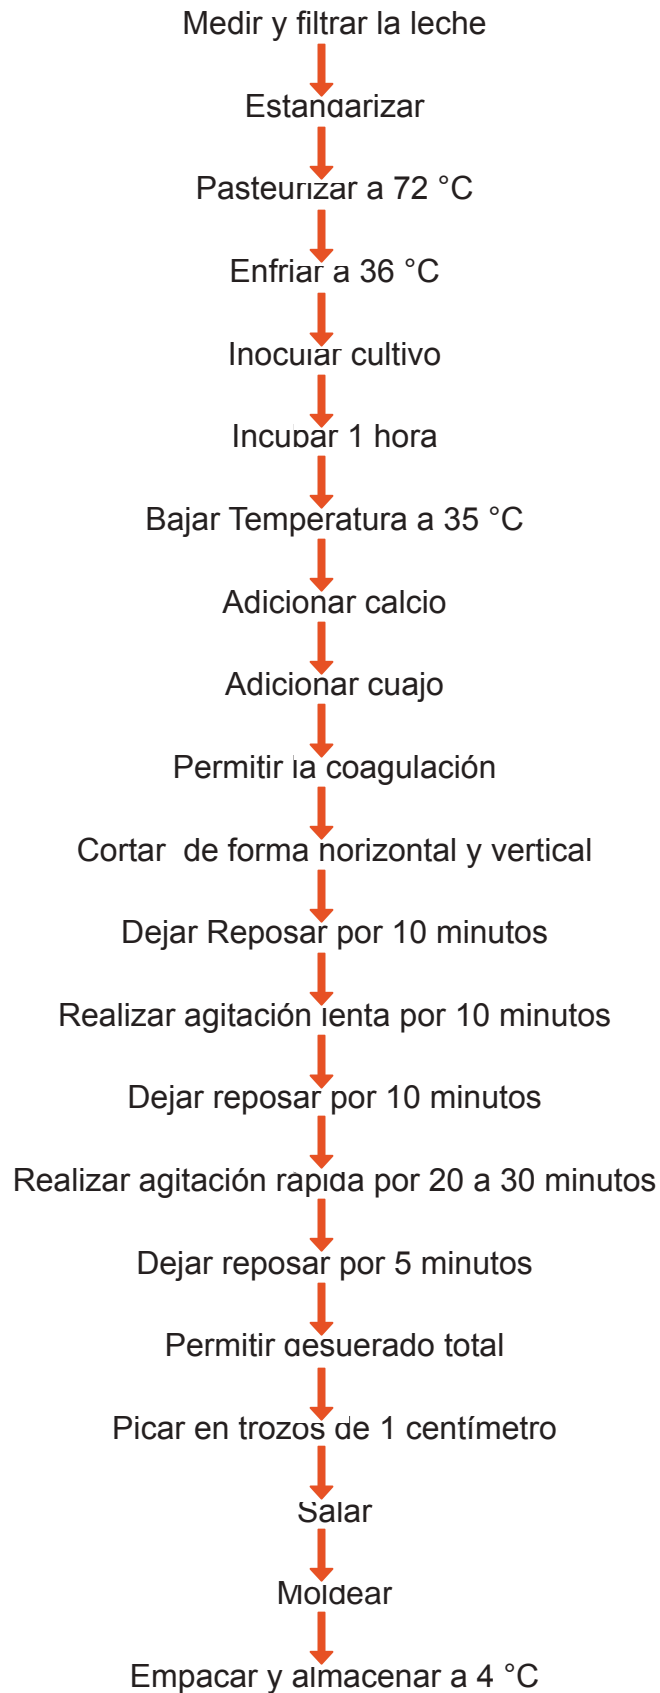 Medir y filtrar la leche
Estandarizar
Pasteurizar a 72 °C
Enfriar a 36 °C
Inocular cultivo
Incubar 1 hora
Bajar Temperatura a 35 °C
Adicionar calcio
Adicionar cuajo
Permitir la coagulación
Cortar  de forma horizontal y vertical
Dejar Reposar por 10 minutos
Realizar agitación lenta por 10 minutos
Dejar reposar por 10 minutos
Realizar agitación rápida por 20 a 30 minutos
Dejar reposar por 5 minutos
Permitir desuerado total
Picar en trozos de 1 centímetro
Salar
Moldear
Empacar y almacenar a 4 °C